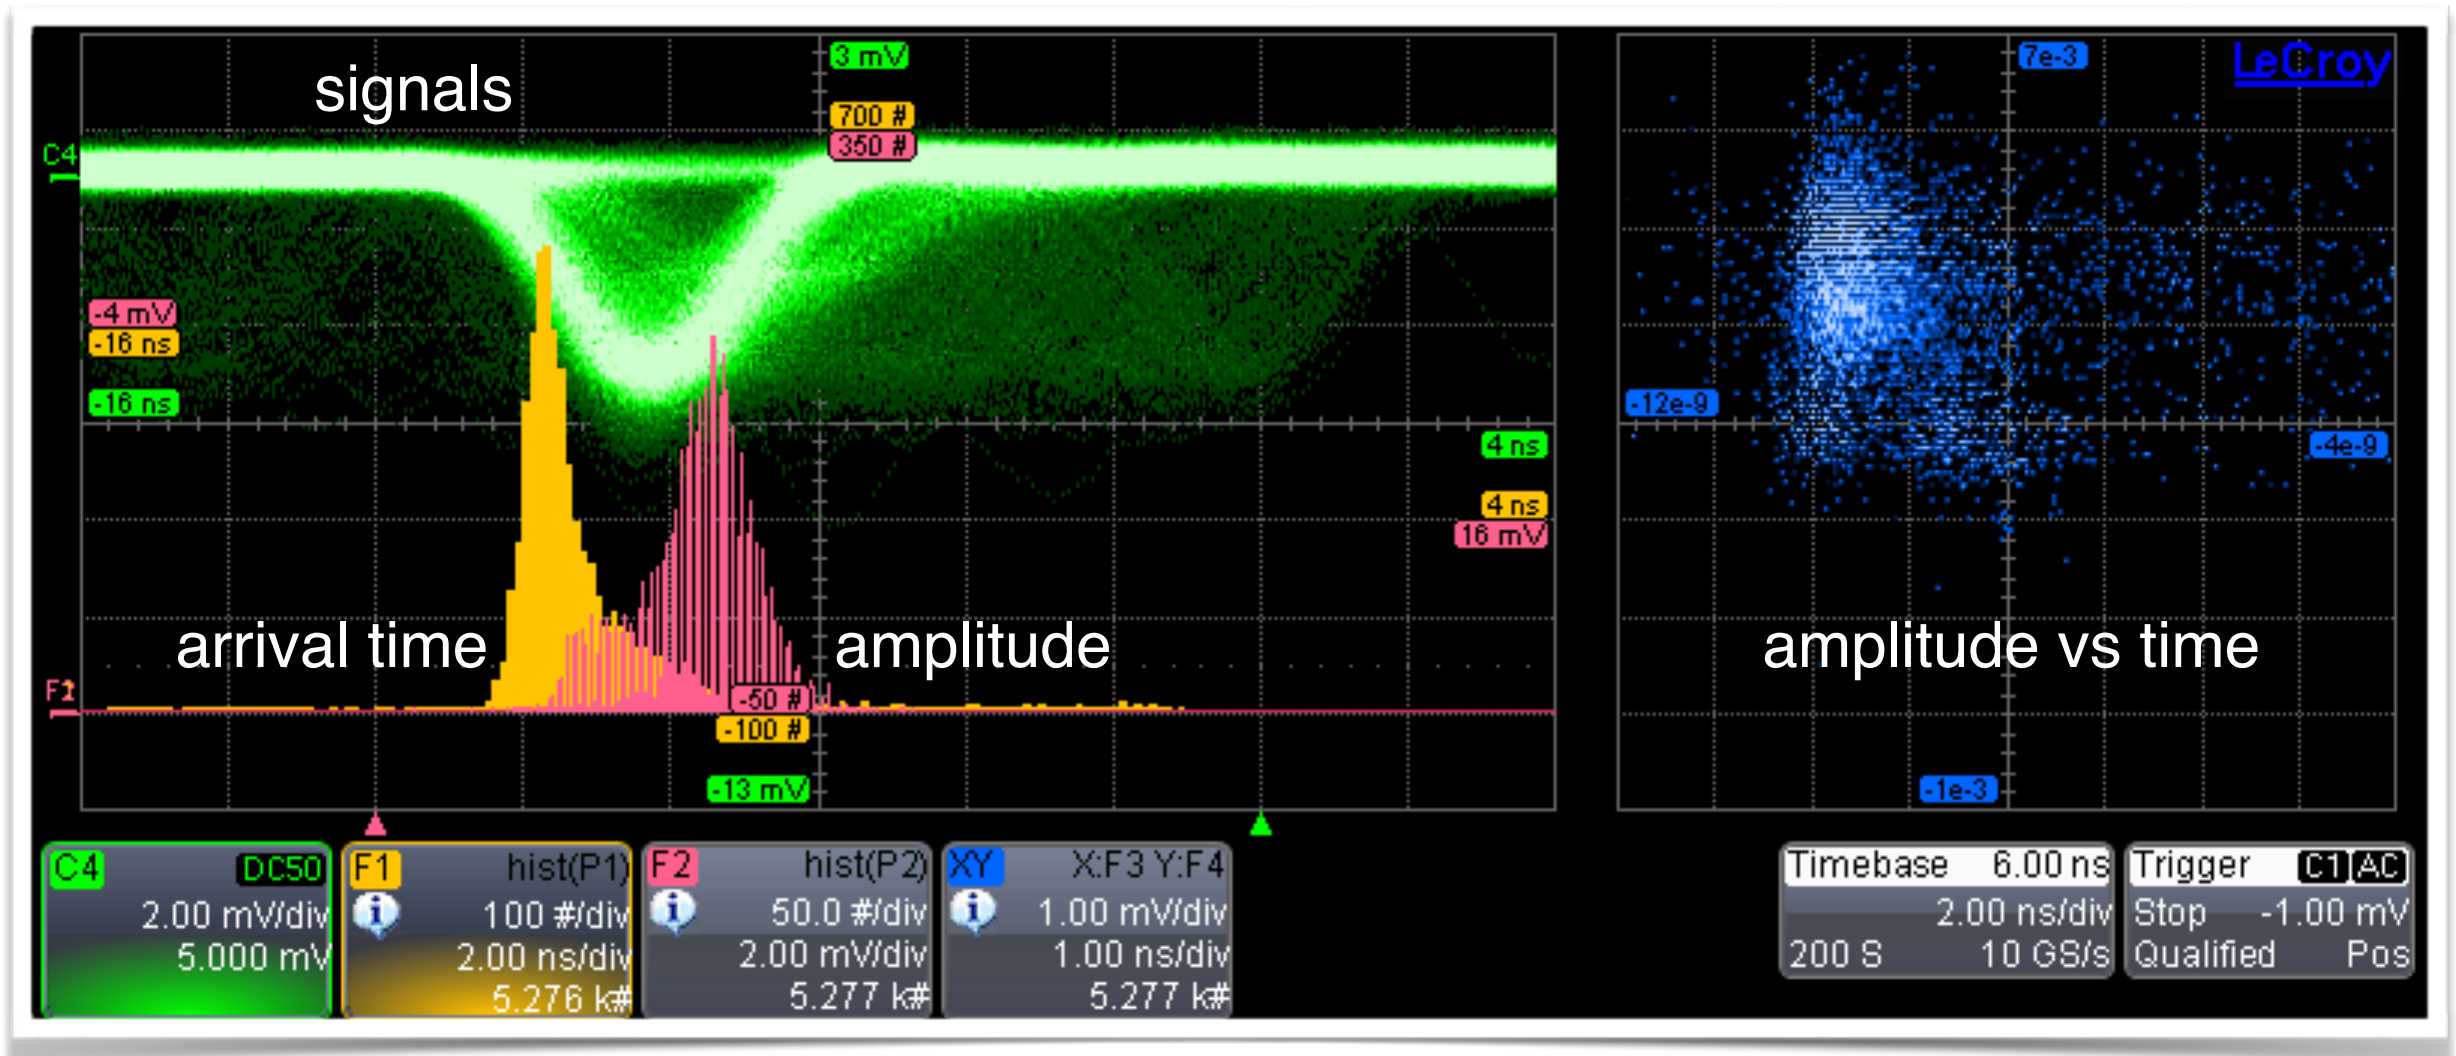 signals
3 mV
7e-3
LeCroy
700 #
C4
350 #
-4 mV
-16 ns
-16 ns
-12e-9
4 ns
-4e-9
4 ns
16 mV
arrival time
amplitude
amplitude vs time
-50 #
-100 #
-13 mV
-1e-3
C4 DC50
2.00 mV/div
5.000 mV
F1 hist(P1)
100 #/div
2.00 ns/div
5.276 k#
F2 hist(P2)
50.0 #/div
2.00 mV/div
5.277 k#
XY X:F3 Y:F4
1.00 mV/div
1.00 ns/div
5.277 k#
Timebase 6.00 ns
2.00 ns/div
200 S 10 GS/s
Trigger C1 AC
Stop -1.00 mV
Qualified Pos